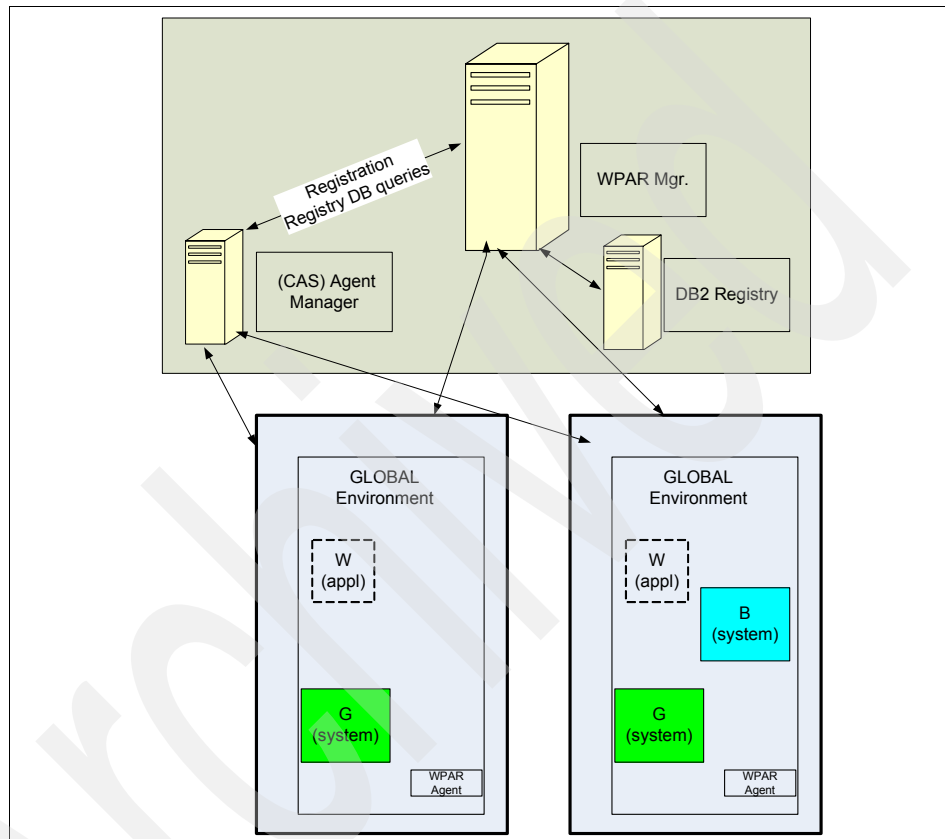 Registration
Registry DB queries
WPAR Mgr.
(CAS) Agent
Manager
DB2 Registry
GLOBAL
Environment
W
(appl)
G
(system)
WPAR
Agent
GLOBAL
Environment
W
(appl)
B
(system)
G
(system)
WPAR
Agent
Archived